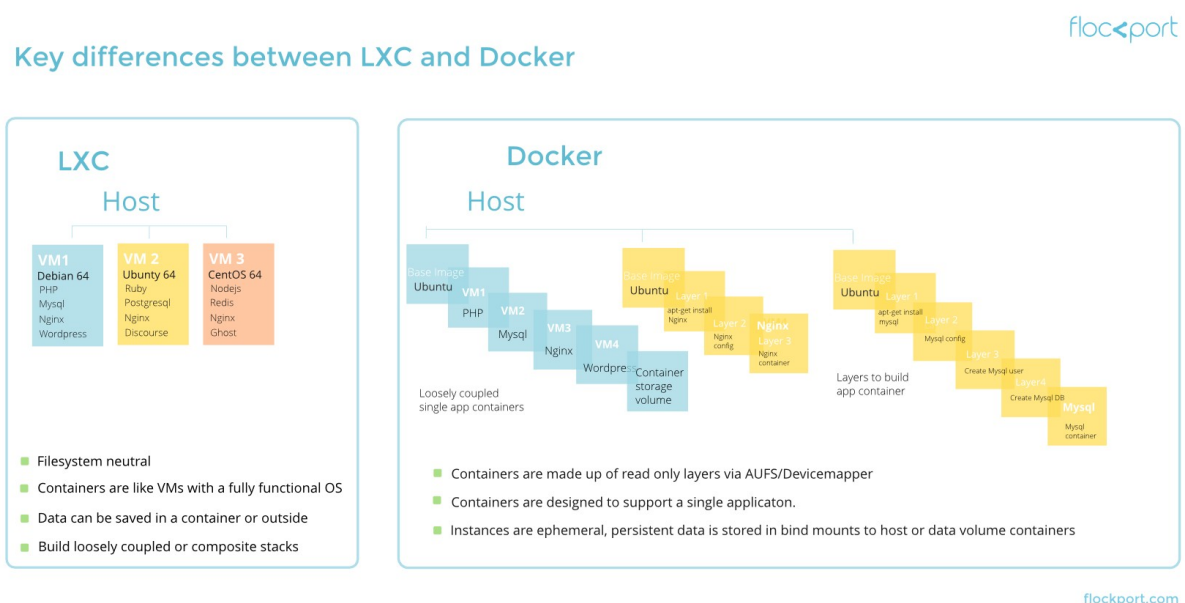 flockport
Key differences between LXC and Docker
LXC
Host
VM1
Debian 64
PHP
Mysql
Nginx
Wordpress
VM 2
Ubunty 64
Ruby
Postgresql
Nginx
Discourse
VM 3
CentOS 64
Nodejs
Redis
Nginx
Ghost
Filesystem neutral
Containers are like VMs with a fully functional OS
Data can be saved in a container or outside
Build loosely coupled or composite stacks
Docker
Host
Base Image
Ubuntu
VM1
PHP
VM2
Mysql
VM3
Nginx
VM4
Wordpress
Container
storage
volume
Loosely coupled
single app containers
Base Image
Ubuntu
Layer 1
apt-get install
Nginx
Layer 2
Nginx
config
Nginx
Layer 3
Nginx
container
Base Image
Ubuntu
Layer 1
apt-get install
mysql
Layer 2
Mysql config
Layer 3
Create Mysql user
Layer4
Create Mysql DB
Mysql
Mysql
container
Layers to build
app container
Containers are made up of read only layers via AUFS/Devicemapper
Containers are designed to support a single applicaton.
Instances are ephemeral, persistent data is stored in bind mounts to host or data volume containers
flockport.com